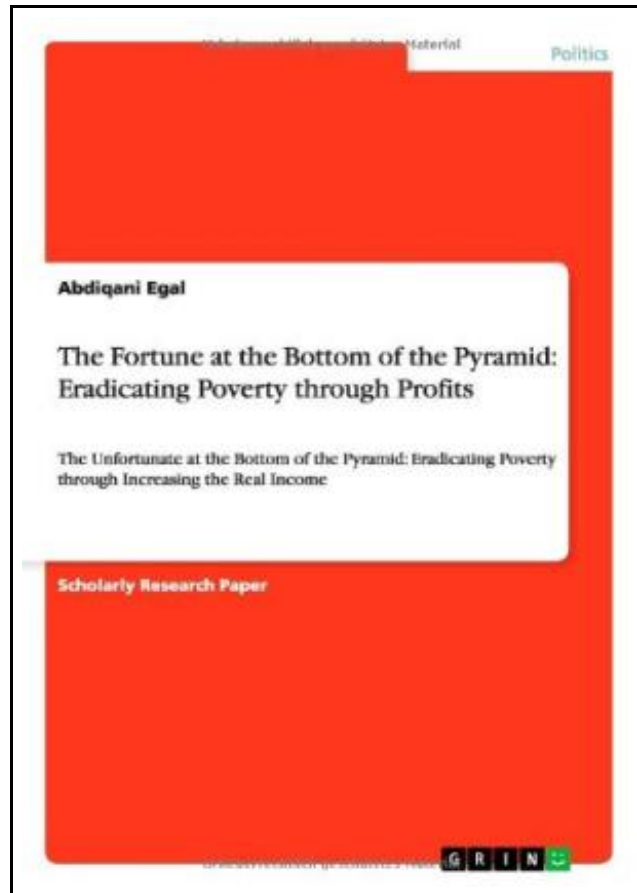 Material
Politics
Abdiqani Egal
The Fortune at the Bottom of the Pyramid:
Eradicating Poverty through Profits
The Unfortunate at the Bottom of the Pyramid: Eradicating Poverty
through Increasing the Real Income
Scholarly Research Paper
G R I N